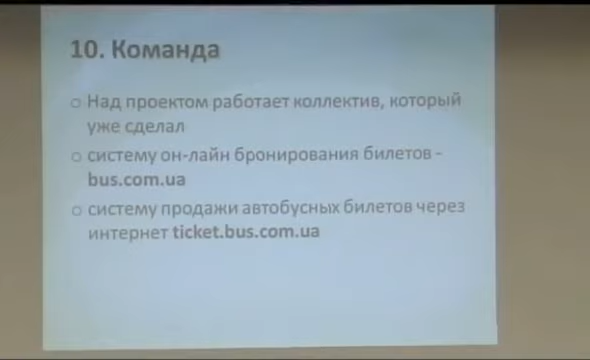 10. Команда
○ Над проектом работает коллектив, который
уже сделал
○ систему он-лайн бронирования билетов -
bus.com.ua
○ систему продажи автобусных билетов через
интернет ticket.bus.com.ua